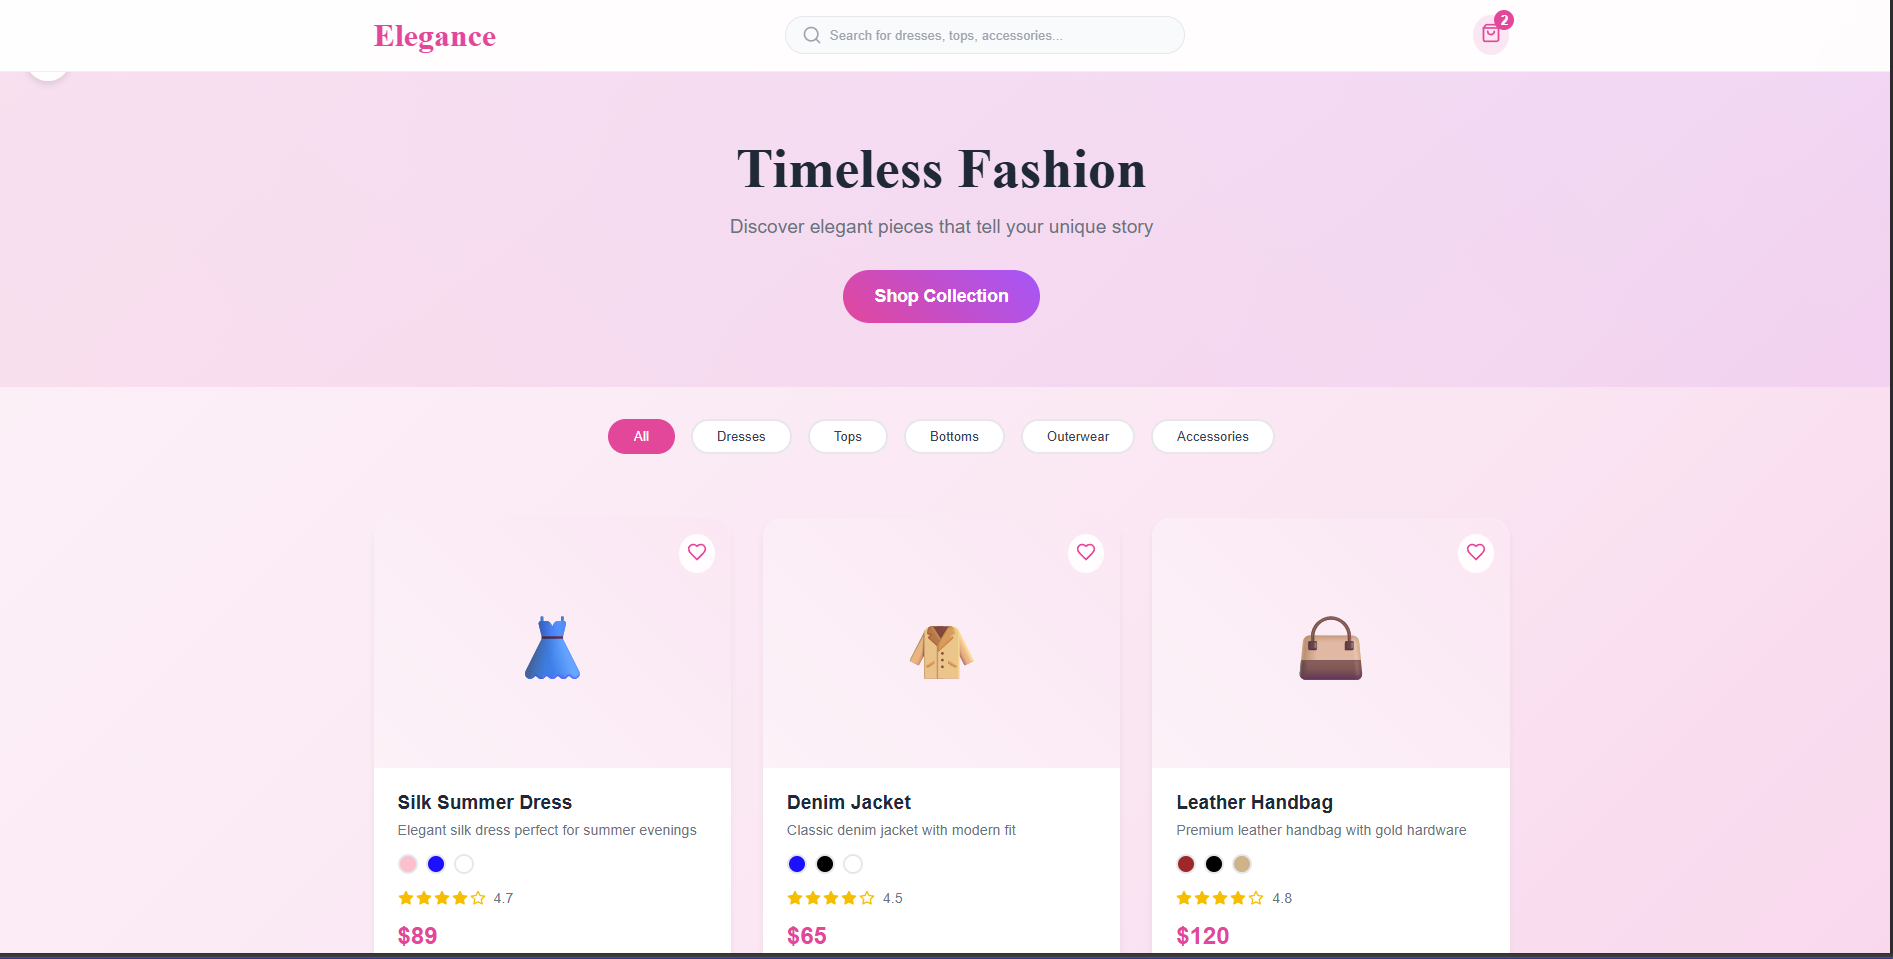 Elegance
Search for dresses, tops, accessories...
2
Timeless Fashion
Discover elegant pieces that tell your unique story
Shop Collection
All
Dresses
Tops
Bottoms
Outerwear
Accessories
Silk Summer Dress
Elegant silk dress perfect for summer evenings
4.7
$89
Denim Jacket
Classic denim jacket with modern fit
4.5
$65
Leather Handbag
Premium leather handbag with gold hardware
4.8
$120